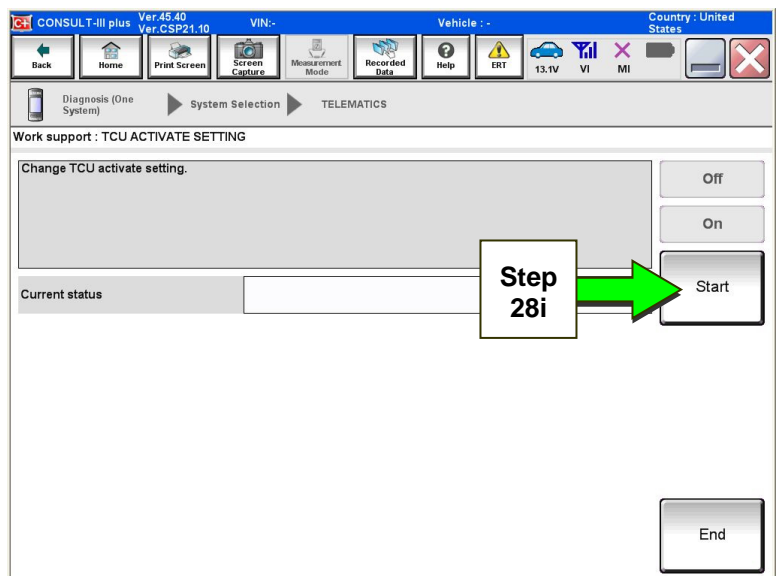 CONSULT-III plus Ver.45.40 VIN:- Vehicle : - Country : United
Ver.CSP21.10 States
Back Home Print Screen Screen Capture Measurement Mode Recorded Data Help ERT 13.1V VI MI
Diagnosis (One System) System Selection TELEMATICS
Work support : TCU ACTIVATE SETTING
Change TCU activate setting.
Off
On
Step
28i
Start
Current status
End